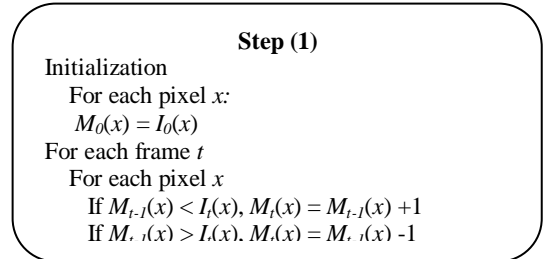 Step (1)
Initialization
For each pixel x:
M₀(x) = I₀(x)
For each frame t
For each pixel x
If Mₜ₋₁(x) < Iₜ(x), Mₜ(x) = Mₜ₋₁(x) +1
If Mₜ₋₁(x) > Iₜ(x), Mₜ(x) = Mₜ₋₁(x) -1